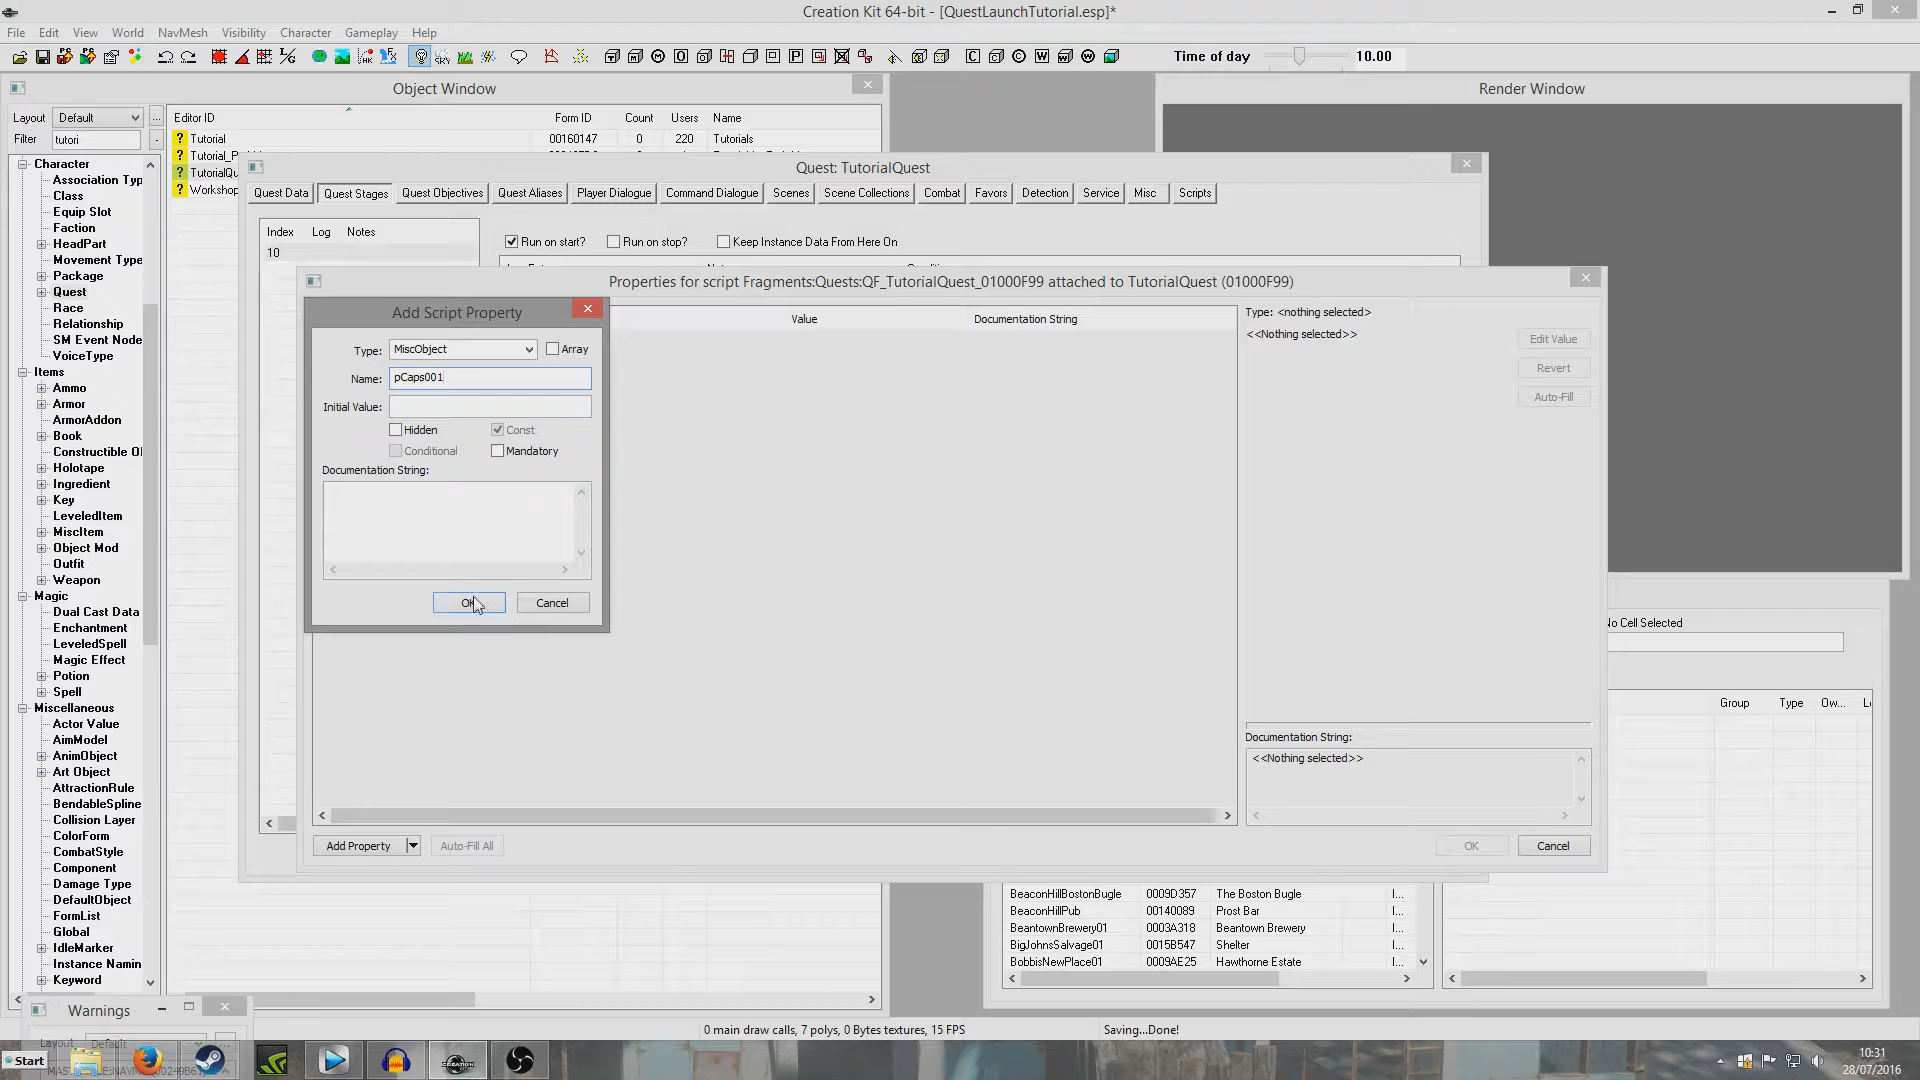 Creation Kit 64-bit - [QuestLaunchTutorial.esp]*
File Edit View World NavMesh Visibility Character Gameplay Help
Time of day 10.00
Object Window
Render Window
Layout Default ...
Filter tutori
Editor ID Form ID Count Users Name
Tutorial 00160147 0 220 Tutorials
TutorialQu
Workshop
Character
Association Typ
Class
Equip Slot
Faction
HeadPart
Movement Type
Package
Quest
Race
Relationship
SM Event Node
VoiceType
Items
Ammo
Armor
ArmorAddon
Book
Constructible O
Holotape
Ingredient
Key
LeveledItem
MiscItem
Object Mod
Outfit
Weapon
Magic
Dual Cast Data
Enchantment
LeveledSpell
Magic Effect
Potion
Spell
Miscellaneous
Actor Value
AimModel
AnimObject
Art Object
AttractionRule
BendableSpline
Collision Layer
ColorForm
CombatStyle
Component
Damage Type
DefaultObject
FormList
Global
IdleMarker
Instance Namin
Keyword
Quest: TutorialQuest
Quest Data Quest Stages Quest Objectives Quest Aliases Player Dialogue Command Dialogue Scenes Scene Collections Combat Favors Detection Service Misc Scripts
Index Log Notes
10
Run on start? Run on stop? Keep Instance Data From Here On
Properties for script Fragments:Quests:QF_TutorialQuest_01000F99 attached to TutorialQuest (01000F99)
Value Documentation String
Type: <nothing selected>
<<Nothing selected>>
Edit Value
Revert
Auto-Fill
Add Script Property
Type: MiscObject Array
Name: pCaps001
Initial Value:
Hidden Const
Conditional Mandatory
Documentation String:
OK Cancel
Documentation String:
<<Nothing selected>>
Add Property Auto-Fill All
OK Cancel
No Cell Selected
Group Type Ow...
BeaconHillBostonBugle 0009D357 The Boston Bugle I...
BeaconHillPub 00140089 Prost Bar I...
BeantownBrewery01 0003A318 Beantown Brewery I...
BigJohnsSalvage01 0015B547 Shelter I...
BobbisNewPlace01 0009AE25 Hawthorne Estate I...
Warnings
Layout Default
0 main draw calls, 7 polys, 0 Bytes textures, 15 FPS
Saving...Done!
Start
10:31
28/07/2016